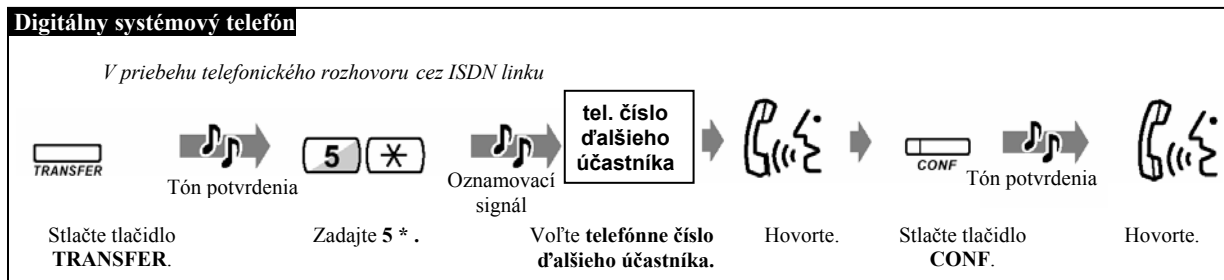 Digitálny systémový telefón
V priebehu telefonického rozhovoru cez ISDN linku
TRANSFER
Tón potvrdenia
5 *
Oznamovací
signál
tel. číslo
ďalšieho
účastníka
CONF
Tón potvrdenia
Stlačte tlačidlo
TRANSFER.
Zadajte 5 * .
Voľte telefónne číslo
ďalšieho účastníka.
Hovorte.
Stlačte tlačidlo
CONF.
Hovorte.